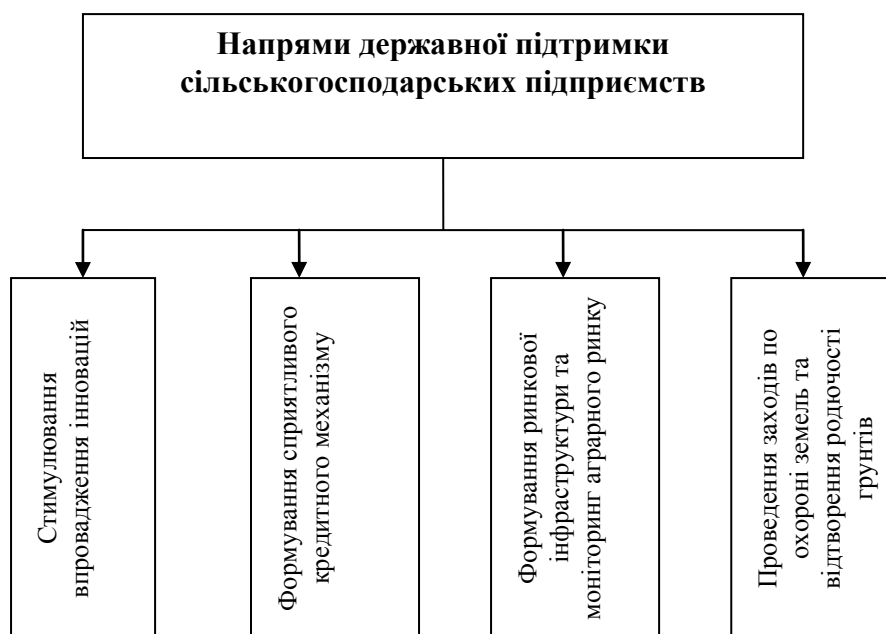 Напрями державної підтримки
сільськогосподарських підприємств
Стимулювання
впровадження інновацій
Формування сприятливого
кредитного механізму
Формування ринкової
інфраструктури та
моніторинг аграрного ринку
Проведення заходів по
охороні земель та
відтворення родючості
грунтів